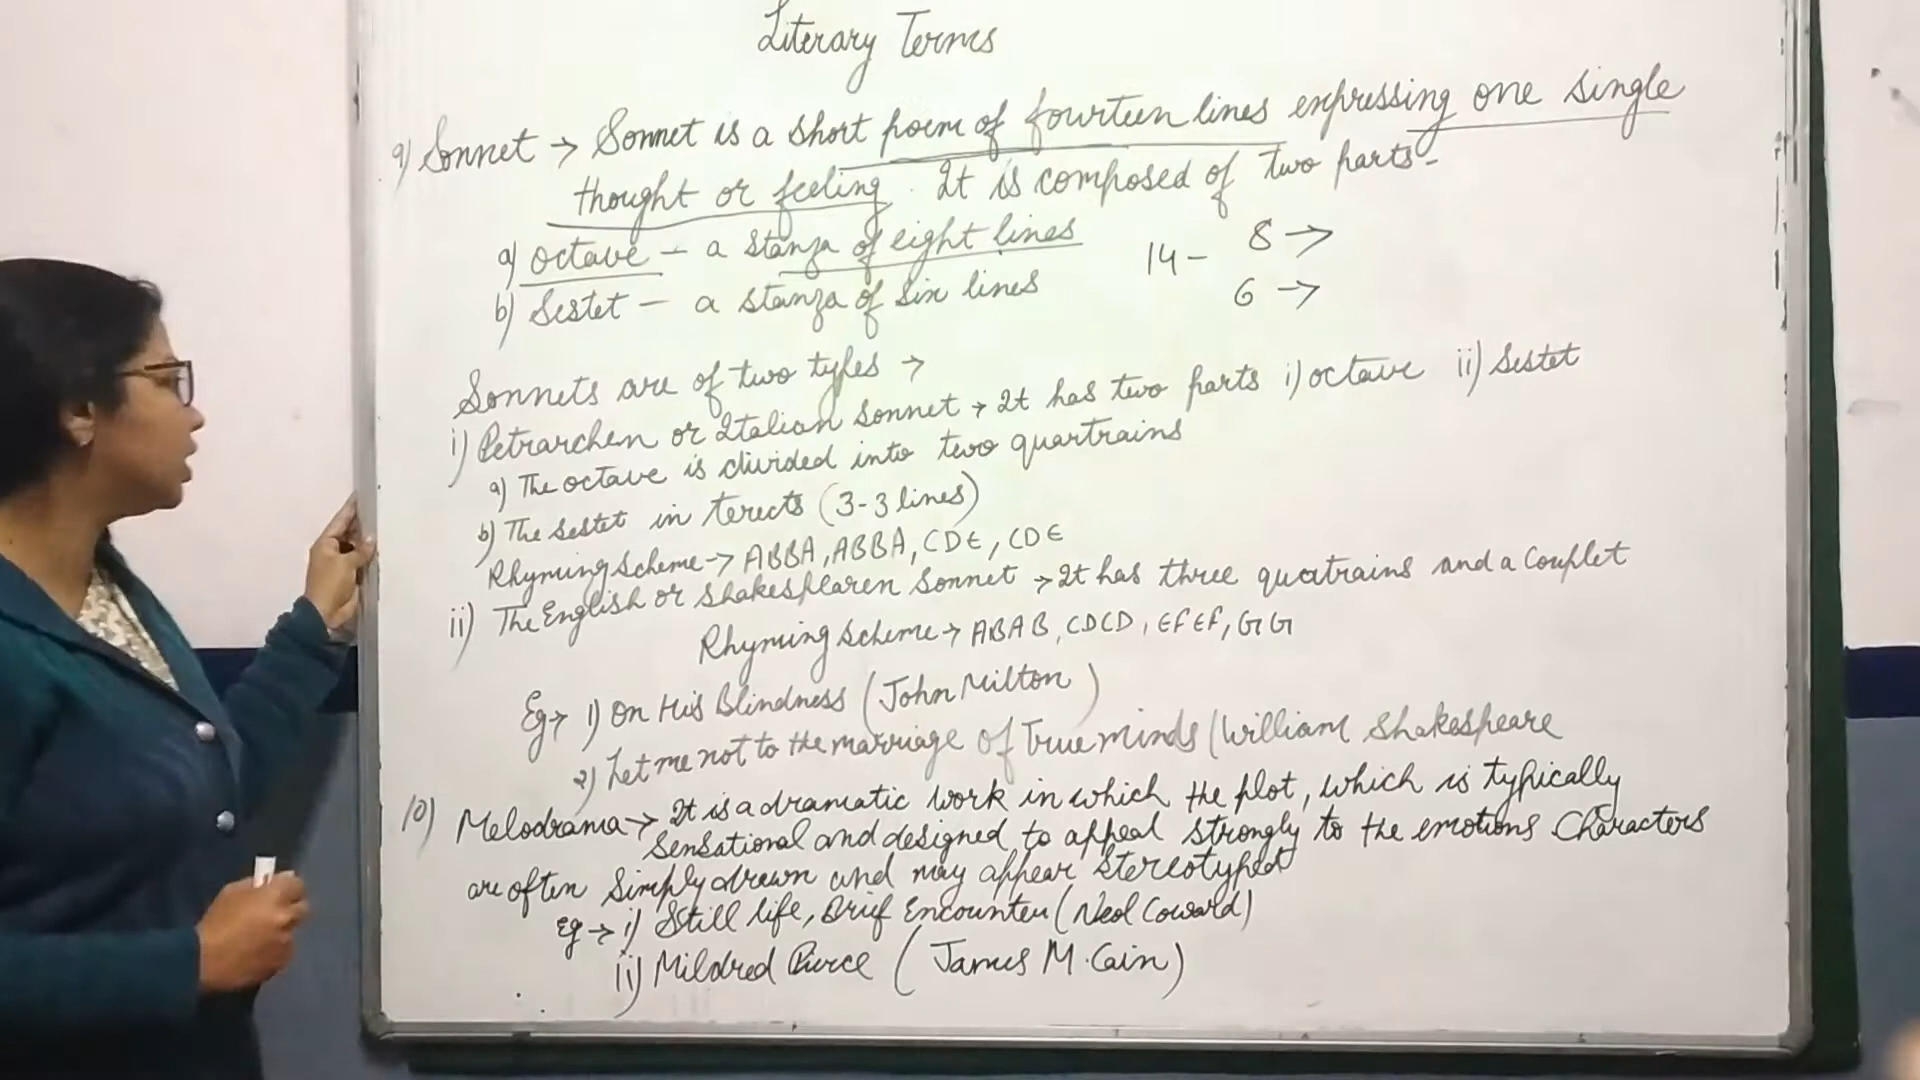 Literary Terms
9) Sonnet → Sonnet is a short poem of fourteen lines expressing one single
thought or feeling. It is composed of two parts-
a) octave - a stanza of eight lines
14 - 8 →
b) Sestet - a stanza of six lines
6 →
Sonnets are of two types →
i) Petrarchen or Italian Sonnet → It has two parts i) octave ii) Sestet
a) The octave is divided into two quartrains
b) The Sestet in terects (3-3 lines)
Rhyming Scheme → ABBA, ABBA, CDE, CDE
ii) The English or Shakespearen Sonnet → It has three quatrains and a Couplet
Rhyming Scheme → ABAB, CDCD, EFEF, GG
Eg → 1) On His Blindness (John Milton)
2) Let me not to the marriage of True minds (William Shakespeare
10) Melodrama → It is a dramatic work in which the plot, which is typically
sensational and designed to appeal strongly to the emotions Characters
are often simply drawn and may appear stereotyped
Eg → i) Still life, Brief Encounter (Neol Coward)
ii) Mildred Pierce (James M. Cain)